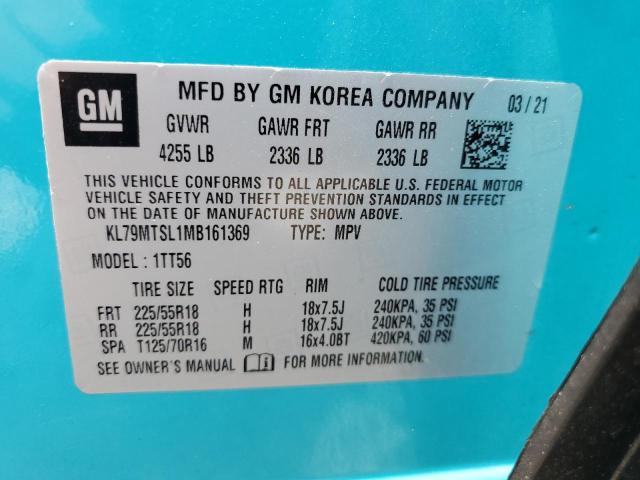 GM MFD BY GM KOREA COMPANY 03 / 21
GVWR GAWR FRT GAWR RR
4255 LB 2336 LB 2336 LB
THIS VEHICLE CONFORMS TO ALL APPLICABLE U.S. FEDERAL MOTOR
VEHICLE SAFETY AND THEFT PREVENTION STANDARDS IN EFFECT
ON THE DATE OF MANUFACTURE SHOWN ABOVE.
KL79MTSL1MB161369 TYPE: MPV
MODEL : 1TT56
TIRE SIZE SPEED RTG RIM COLD TIRE PRESSURE
FRT 225/55R18 H 18x7.5J 240KPA, 35 PSI
RR 225/55R18 H 18x7.5J 240KPA, 35 PSI
SPA T125/70R16 M 16x4.0BT 420KPA, 60 PSI
SEE OWNER'S MANUAL FOR MORE INFORMATION.